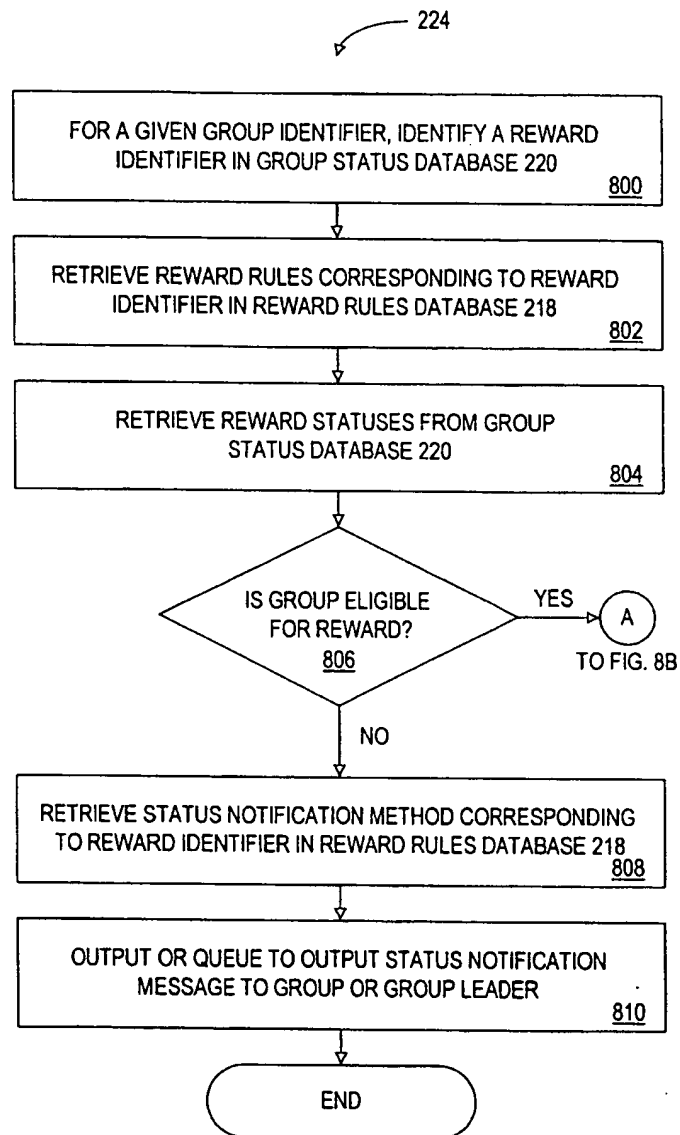 224
FOR A GIVEN GROUP IDENTIFIER, IDENTIFY A REWARD
IDENTIFIER IN GROUP STATUS DATABASE 220
800
RETRIEVE REWARD RULES CORRESPONDING TO REWARD
IDENTIFIER IN REWARD RULES DATABASE 218
802
RETRIEVE REWARD STATUSES FROM GROUP
STATUS DATABASE 220
804
IS GROUP ELIGIBLE
FOR REWARD?
806
YES
A
TO FIG. 8B
NO
RETRIEVE STATUS NOTIFICATION METHOD CORRESPONDING
TO REWARD IDENTIFIER IN REWARD RULES DATABASE 218
808
OUTPUT OR QUEUE TO OUTPUT STATUS NOTIFICATION
MESSAGE TO GROUP OR GROUP LEADER
810
END